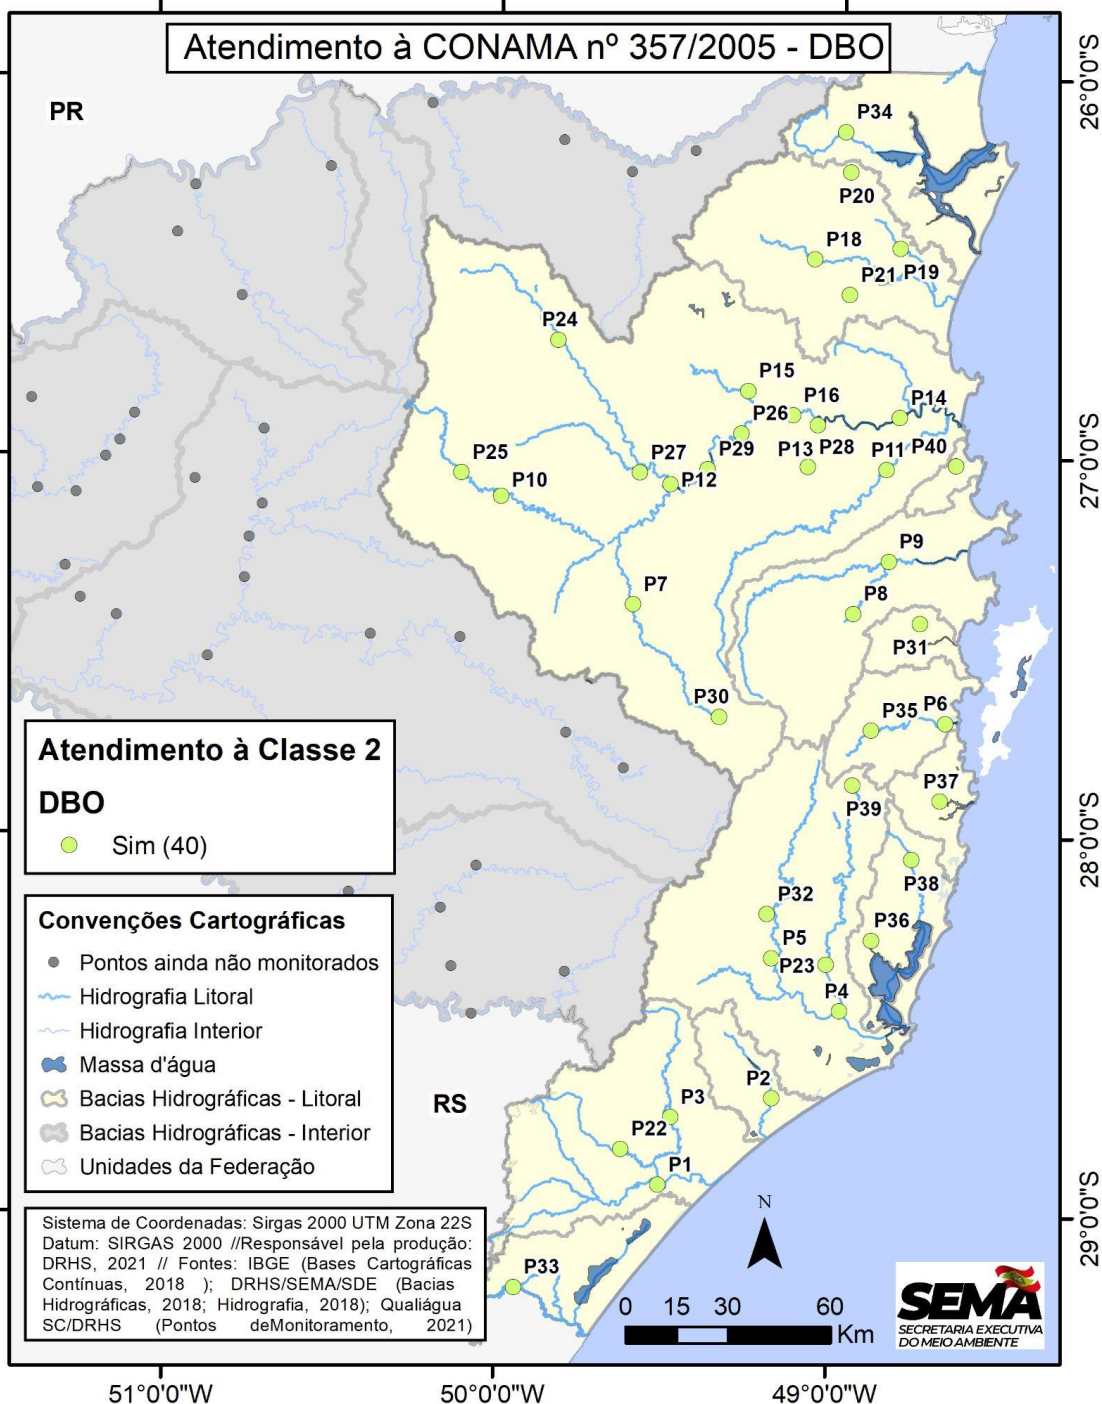 Atendimento à CONAMA nº 357/2005 - DBO
PR
P34
P20
P18
P21
P19
P24
P15
P26
P16
P14
P25
P10
P27
P12
P29
P13
P28
P11
P40
P9
P7
P8
P31
P30
P35
P6
P37
P39
P38
P32
P36
P5
P23
P4
P2
P3
P22
P1
P33
RS
26°0'0"S
27°0'0"S
28°0'0"S
29°0'0"S
Atendimento à Classe 2
DBO
Sim (40)
Convenções Cartográficas
Pontos ainda não monitorados
Hidrografia Litoral
Hidrografia Interior
Massa d'água
Bacias Hidrográficas - Litoral
Bacias Hidrográficas - Interior
Unidades da Federação
Sistema de Coordenadas: Sirgas 2000 UTM Zona 22S
Datum: SIRGAS 2000 //Responsável pela produção:
DRHS, 2021 // Fontes: IBGE (Bases Cartográficas
Contínuas, 2018 ); DRHS/SEMA/SDE (Bacias
Hidrográficas, 2018; Hidrografia, 2018); Qualiágua
SC/DRHS (Pontos deMonitoramento, 2021)
N
0 15 30 60
Km
SEMA
SECRETARIA EXECUTIVA
DO MEIO AMBIENTE
51°0'0"W 50°0'0"W 49°0'0"W